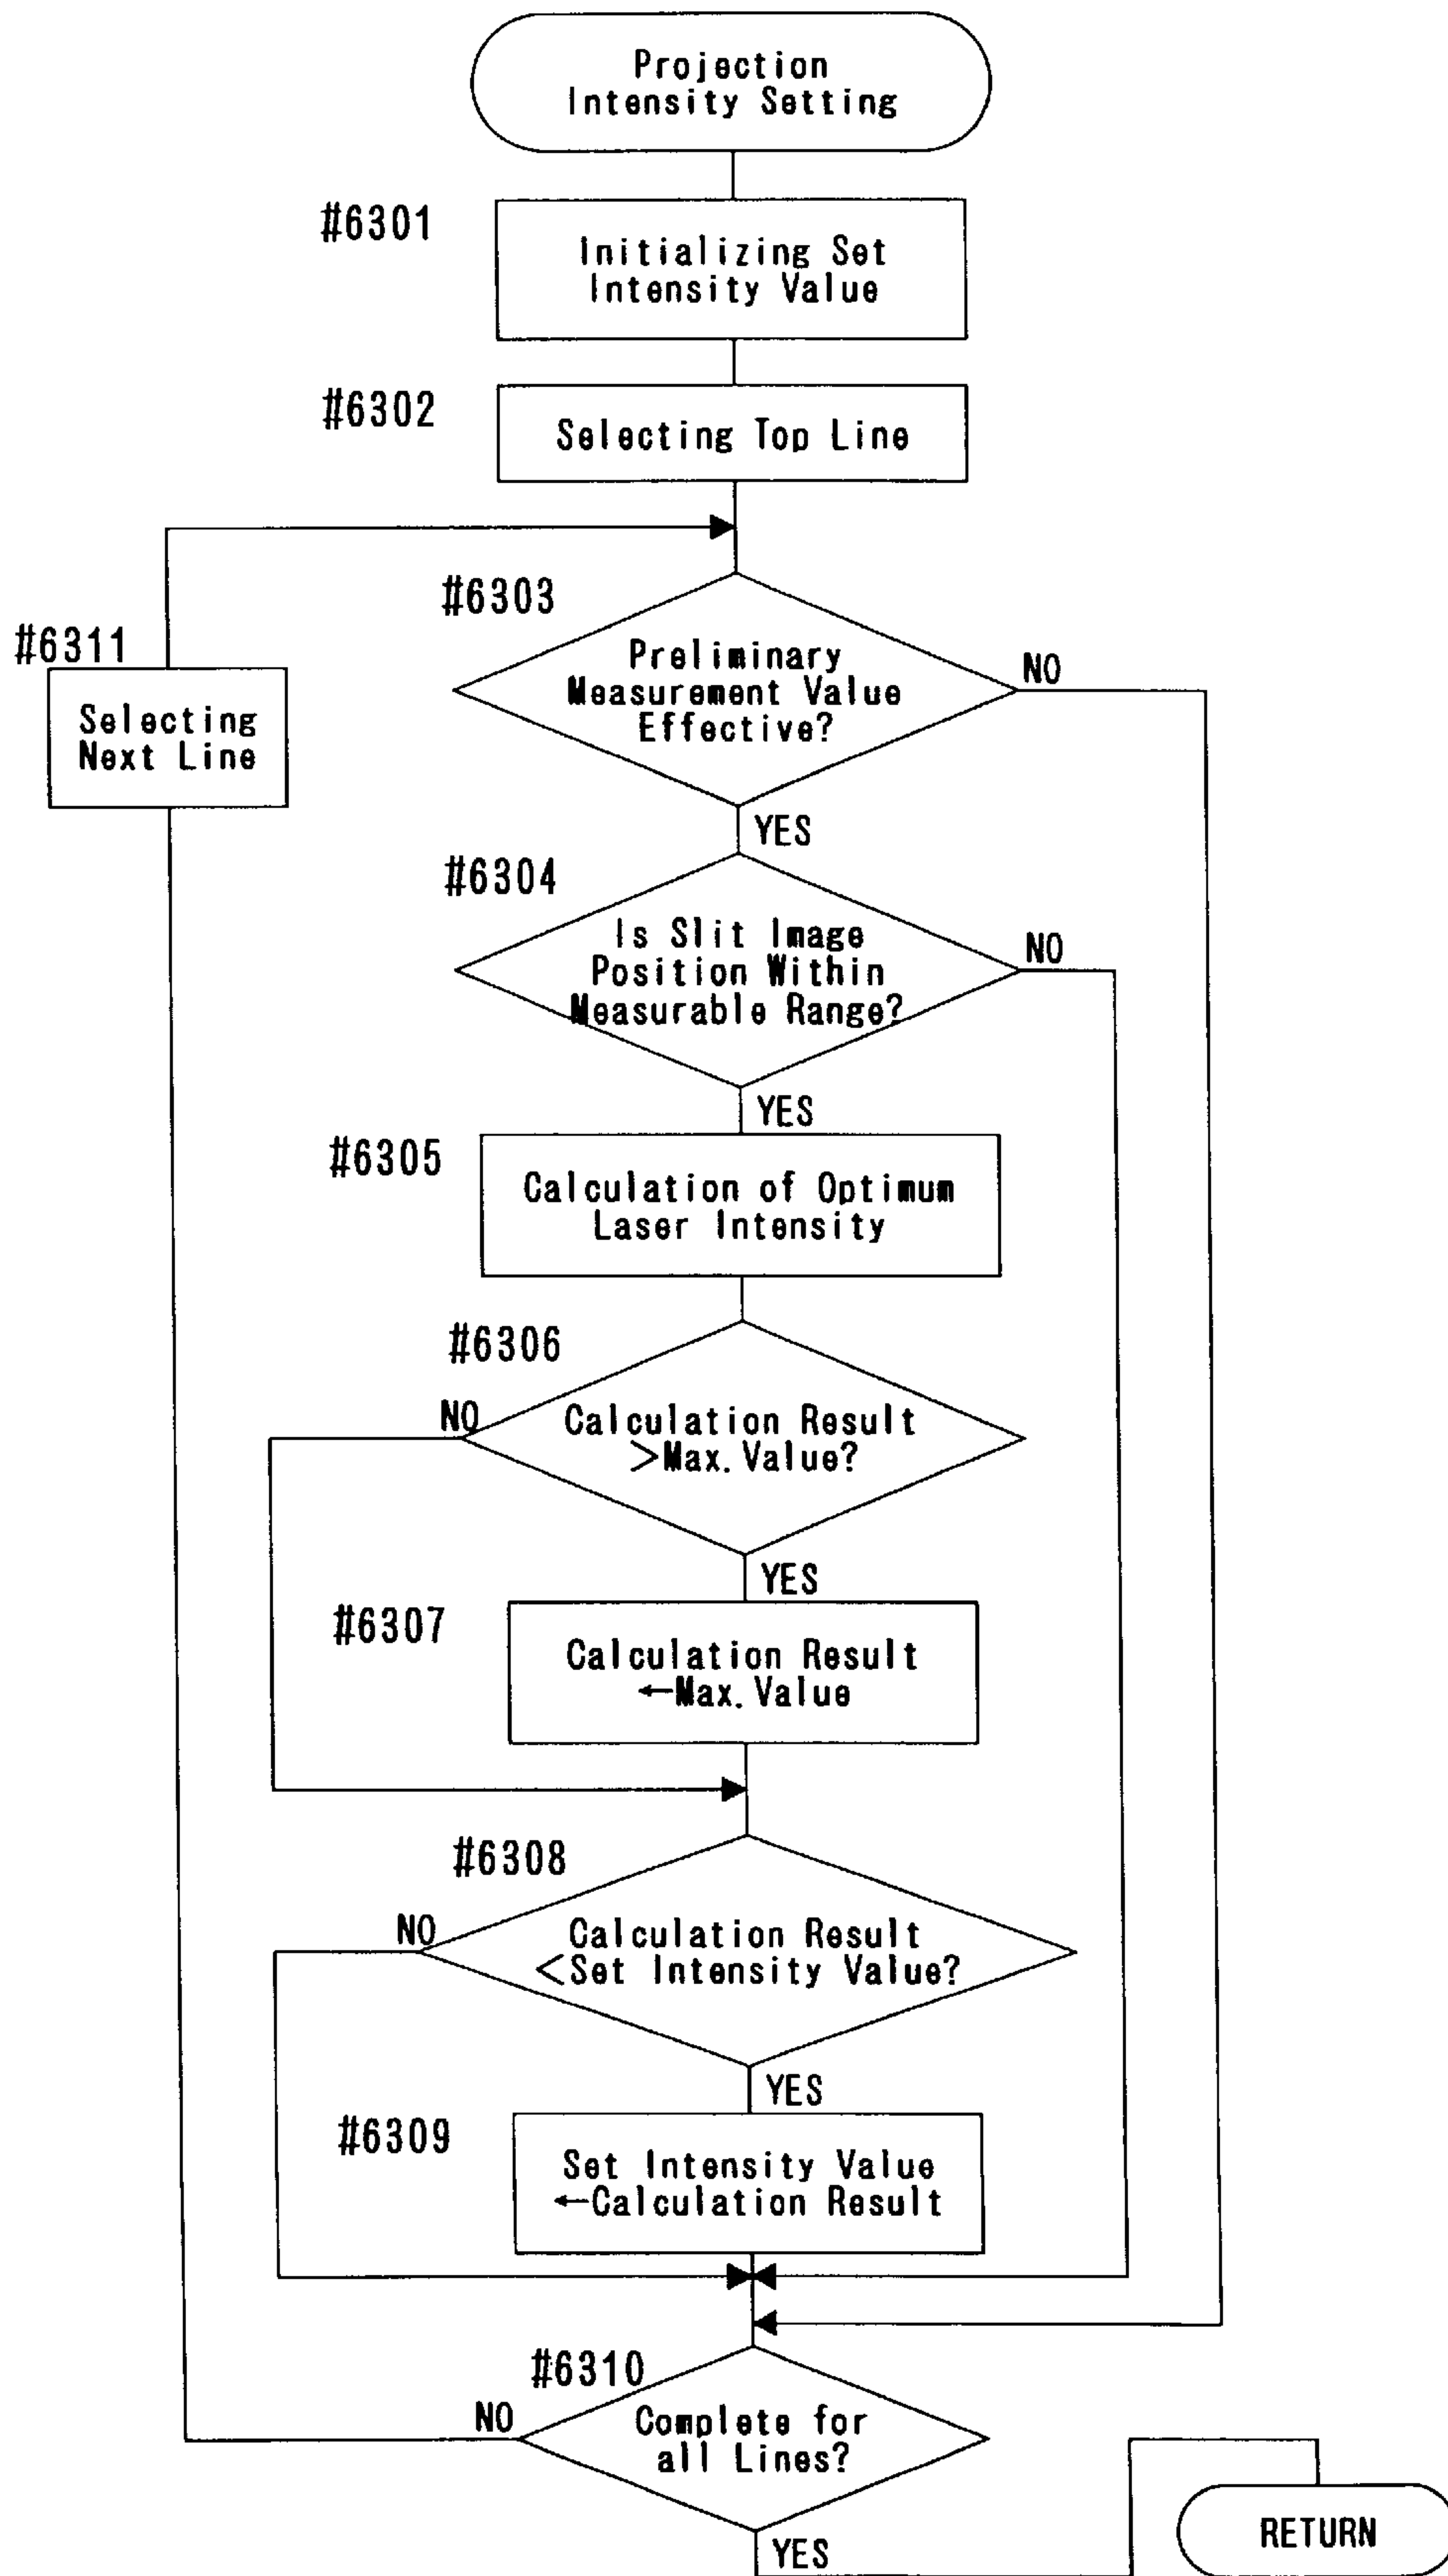 Projection
Intensity Setting
#6301
Initializing Set
Intensity Value
#6302
Selecting Top Line
#6303
Preliminary
Measurement Value
Effective?
NO
YES
#6311
Selecting
Next Line
#6304
Is Slit Image
Position Within
Measurable Range?
NO
YES
#6305
Calculation of Optimum
Laser Intensity
#6306
NO
Calculation Result
>Max. Value?
YES
#6307
Calculation Result
←Max. Value
#6308
NO
Calculation Result
<Set Intensity Value?
YES
#6309
Set Intensity Value
←Calculation Result
#6310
NO
Complete for
all Lines?
YES
RETURN